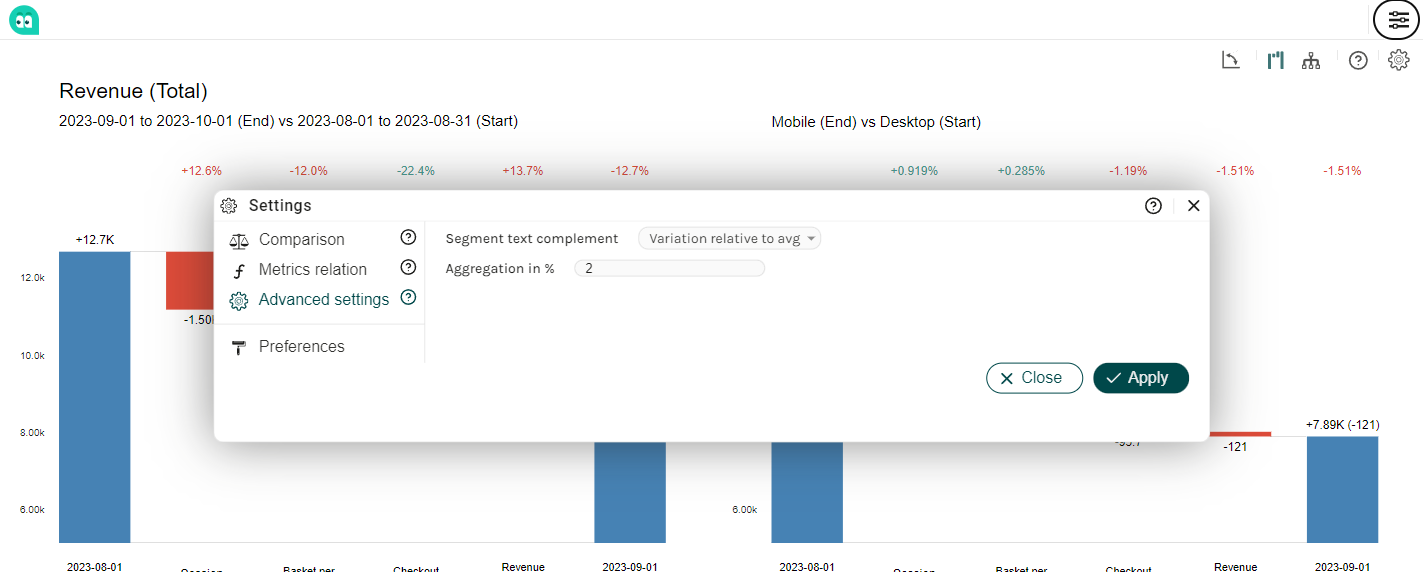 Revenue (Total)
2023-09-01 to 2023-10-01 (End) vs 2023-08-01 to 2023-08-31 (Start)
Mobile (End) vs Desktop (Start)
+12.6% -12.0% -22.4% +13.7% -12.7%
+0.919% +0.285% -1.19% -1.51% -1.51%
Settings
+12.7K
Comparison
Segment text complement Variation relative to avg
Metrics relation
Aggregation in % 2
12.0k
Advanced settings
-1.50
Preferences
10.0k
Close Apply
+7.89K (-121)
8.00k
-121
6.00k
6.00k
2023-08-01 Session Basket per Checkout Revenue 2023-09-01
2023-08-01 Session Basket per Checkout Revenue 2023-09-01